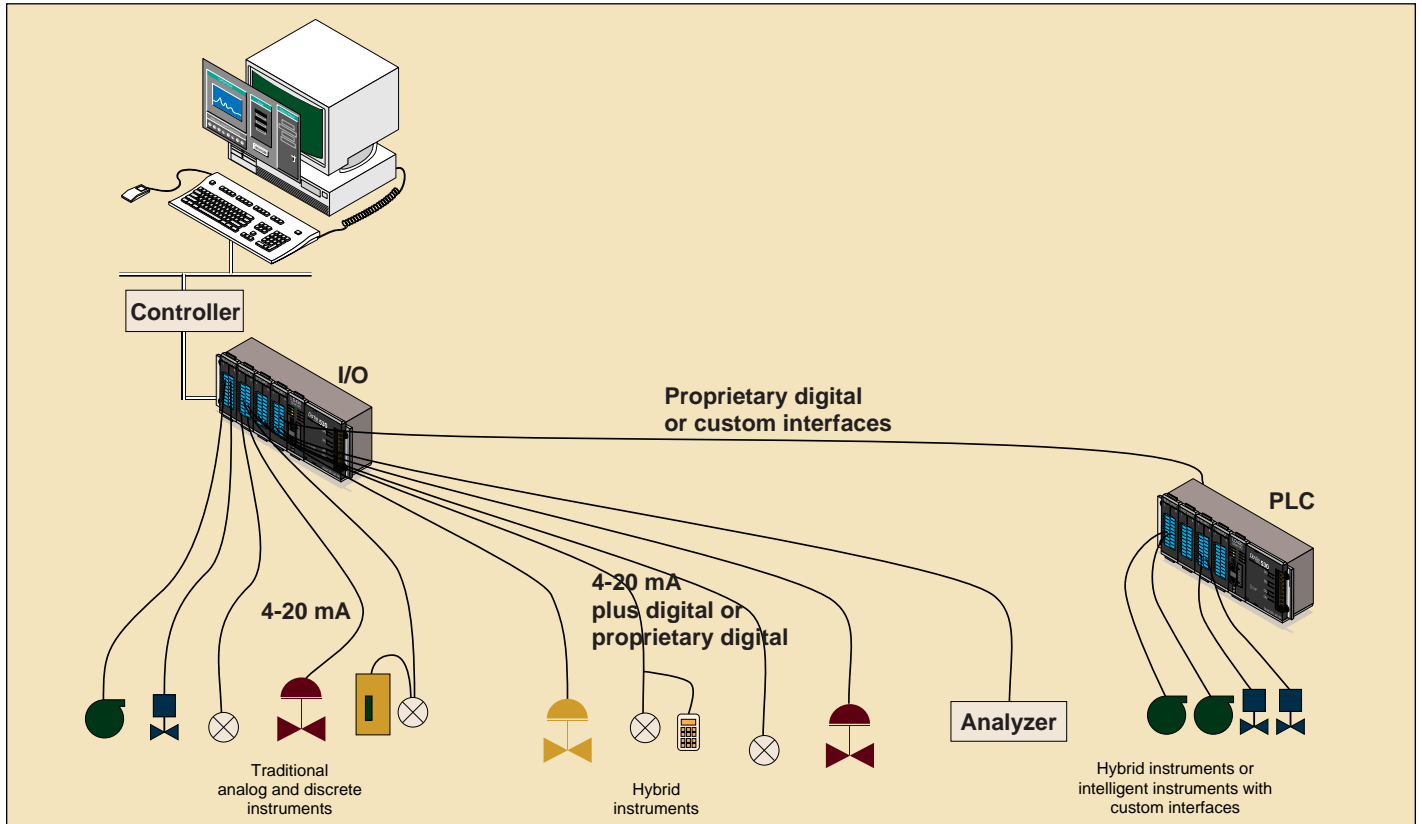 Controller
I/O
Proprietary digital
or custom interfaces
PLC
4-20 mA
4-20 mA
plus digital or
proprietary digital
Analyzer
Traditional
analog and discrete
instruments
Hybrid
instruments
Hybrid instruments or
intelligent instruments with
custom interfaces